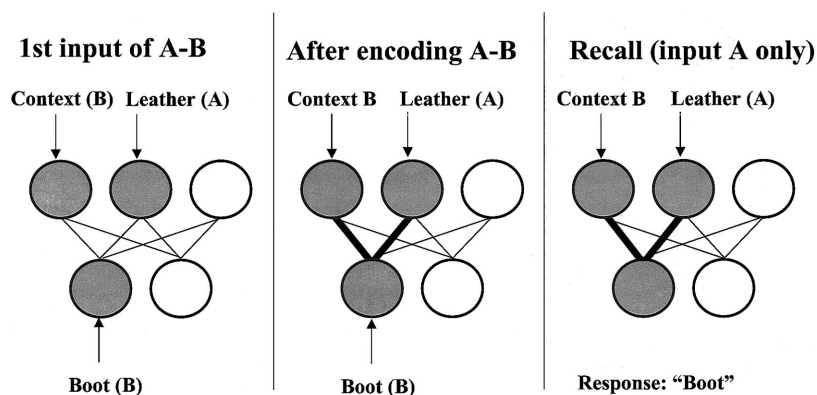 1st input of A-B
Context (B) Leather (A)
Boot (B)
After encoding A-B
Context B Leather (A)
Boot (B)
Recall (input A only)
Context B Leather (A)
Response: “Boot”